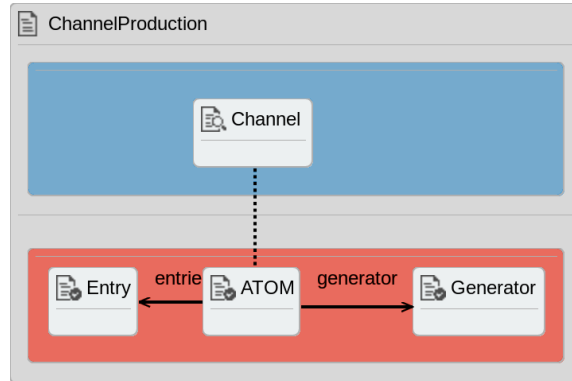 ChannelProduction
Channel
entrie
generator
Entry
ATOM
Generator